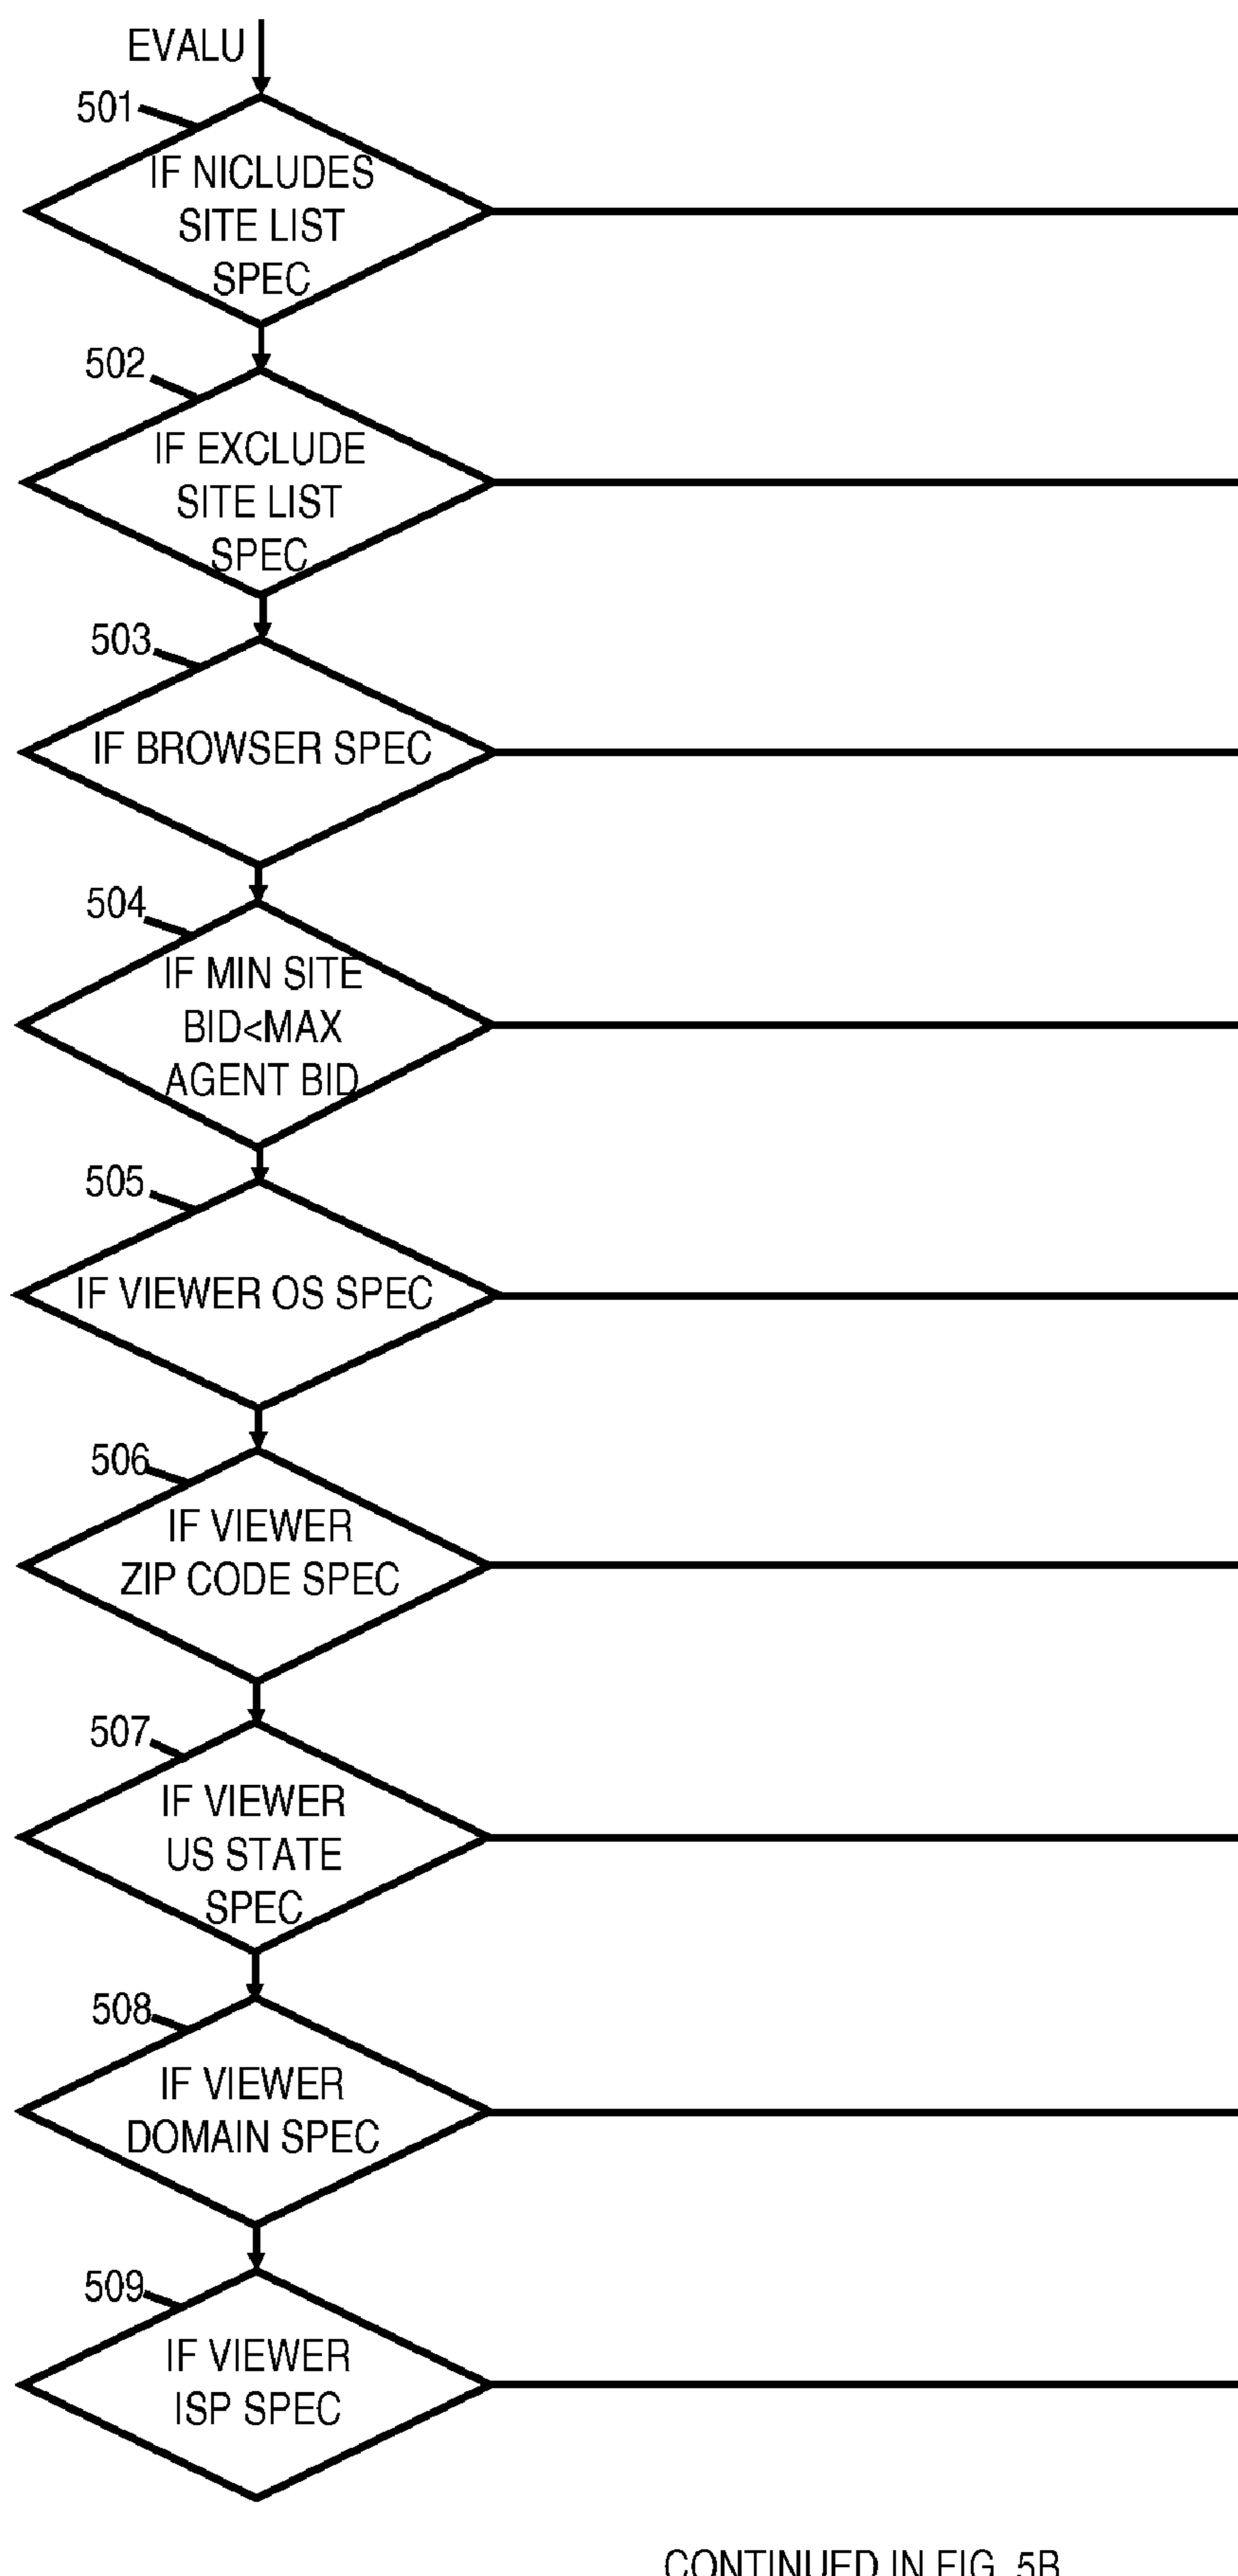 EVALU
501
IF NICLUDES
SITE LIST
SPEC
502
IF EXCLUDE
SITE LIST
SPEC
503
IF BROWSER SPEC
504
IF MIN SITE
BID<MAX
AGENT BID
505
IF VIEWER OS SPEC
506
IF VIEWER
ZIP CODE SPEC
507
IF VIEWER
US STATE
SPEC
508
IF VIEWER
DOMAIN SPEC
509
IF VIEWER
ISP SPEC
CONTINUED IN FIG. 5B